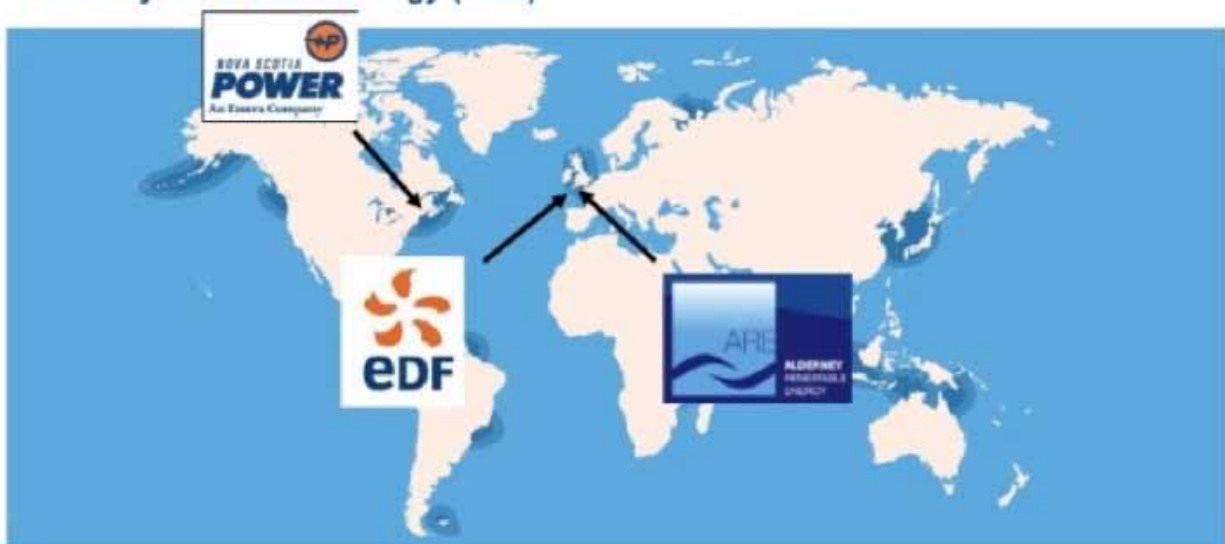 NOVA SCOTIA
POWER
An Emera Company
eDF
ARE
ALDERNEY
RENEWABLE
ENERGY